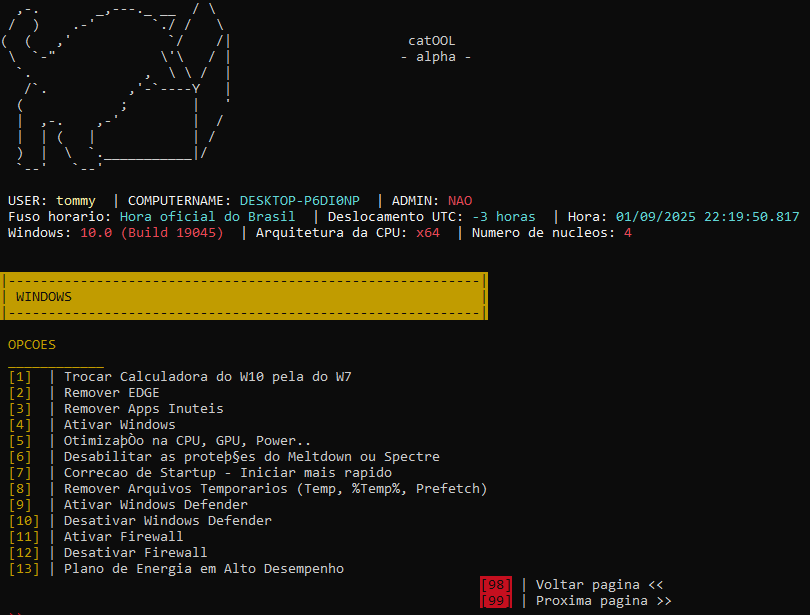 catOOL
- alpha -
USER: tommy | COMPUTERNAME: DESKTOP-P6DI0NP | ADMIN: NAO
Fuso horario: Hora oficial do Brasil | Deslocamento UTC: -3 horas | Hora: 01/09/2025 22:19:50.817
Windows: 10.0 (Build 19045) | Arquitetura da CPU: x64 | Numero de nucleos: 4
WINDOWS
OPCOES
[1] | Trocar Calculadora do W10 pela do W7
[2] | Remover EDGE
[3] | Remover Apps Inuteis
[4] | Ativar Windows
[5] | OtimizaþÒo na CPU, GPU, Power..
[6] | Desabilitar as proteþ§es do Meltdown ou Spectre
[7] | Correcao de Startup - Iniciar mais rapido
[8] | Remover Arquivos Temporarios (Temp, %Temp%, Prefetch)
[9] | Ativar Windows Defender
[10] | Desativar Windows Defender
[11] | Ativar Firewall
[12] | Desativar Firewall
[13] | Plano de Energia em Alto Desempenho
[98] | Voltar pagina <<
[99] | Proxima pagina >>
>>